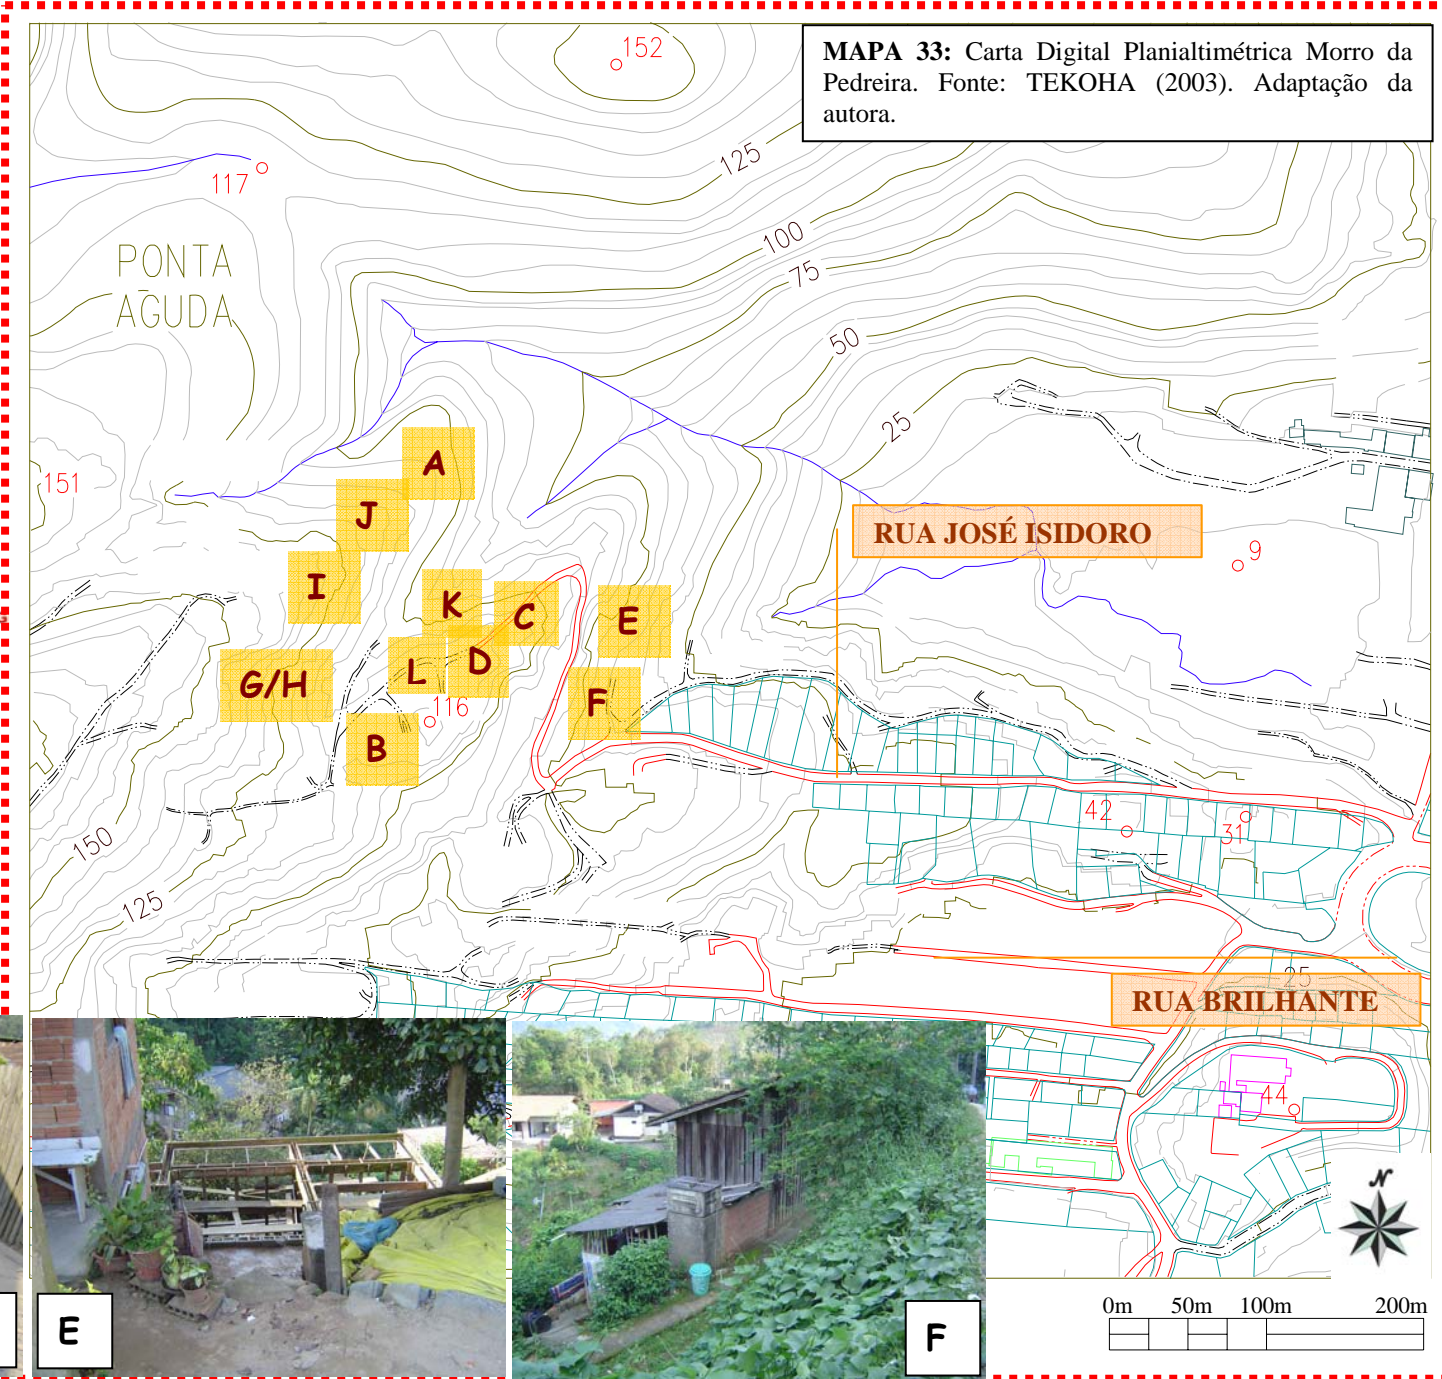 152
MAPA 33: Carta Digital Planialtimétrica Morro da
Pedreira. Fonte: TEKOHA (2003). Adaptação da
autora.
125
117
PONTA
AGUDA
100
75
50
25
A
151
J
RUA JOSÉ ISIDORO
9
I
K
C
E
D
L
G/H
F
116
B
42
31
150
125
25
RUA BRILHANTE
44
N
0m 50m 100m 200m
E
F